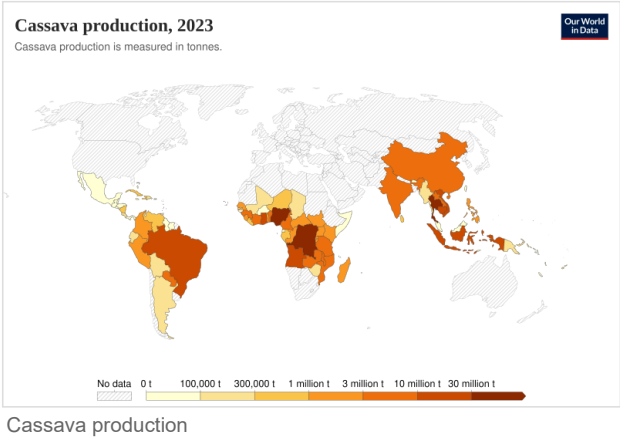 Cassava production, 2023
Our World
in Data
Cassava production is measured in tonnes.
No data 0 t 100,000 t 300,000 t 1 million t 3 million t 10 million t 30 million t
Cassava production